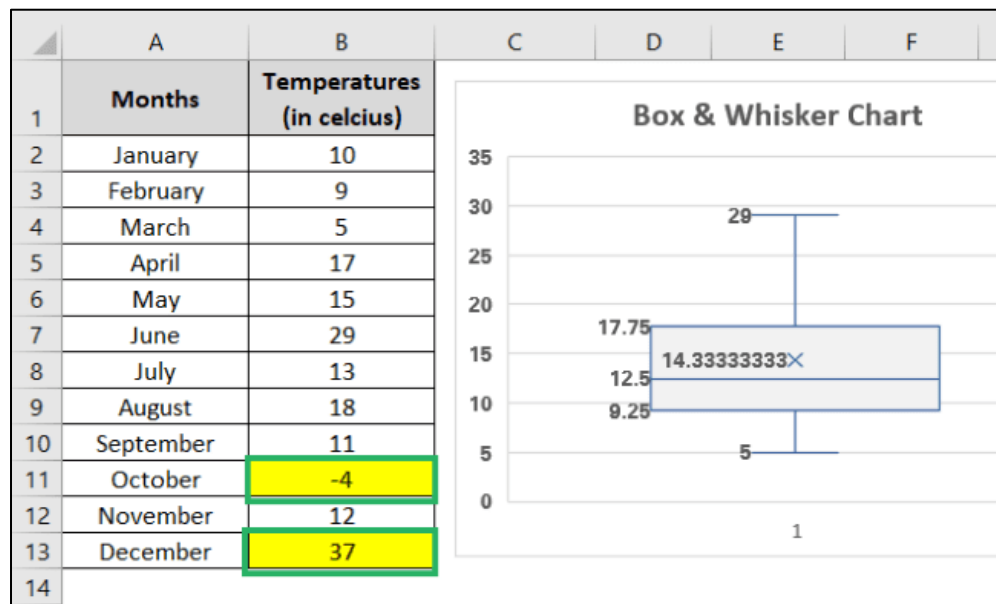 A B C D E F
1 Months Temperatures
(in celcius)
2 January 10
3 February 9
4 March 5
5 April 17
6 May 15
7 June 29
8 July 13
9 August 18
10 September 11
11 October -4
12 November 12
13 December 37
14
Box & Whisker Chart
35
30
25
20
15
10
5
0
29
17.75
14.33333333
12.5
9.25
5
1